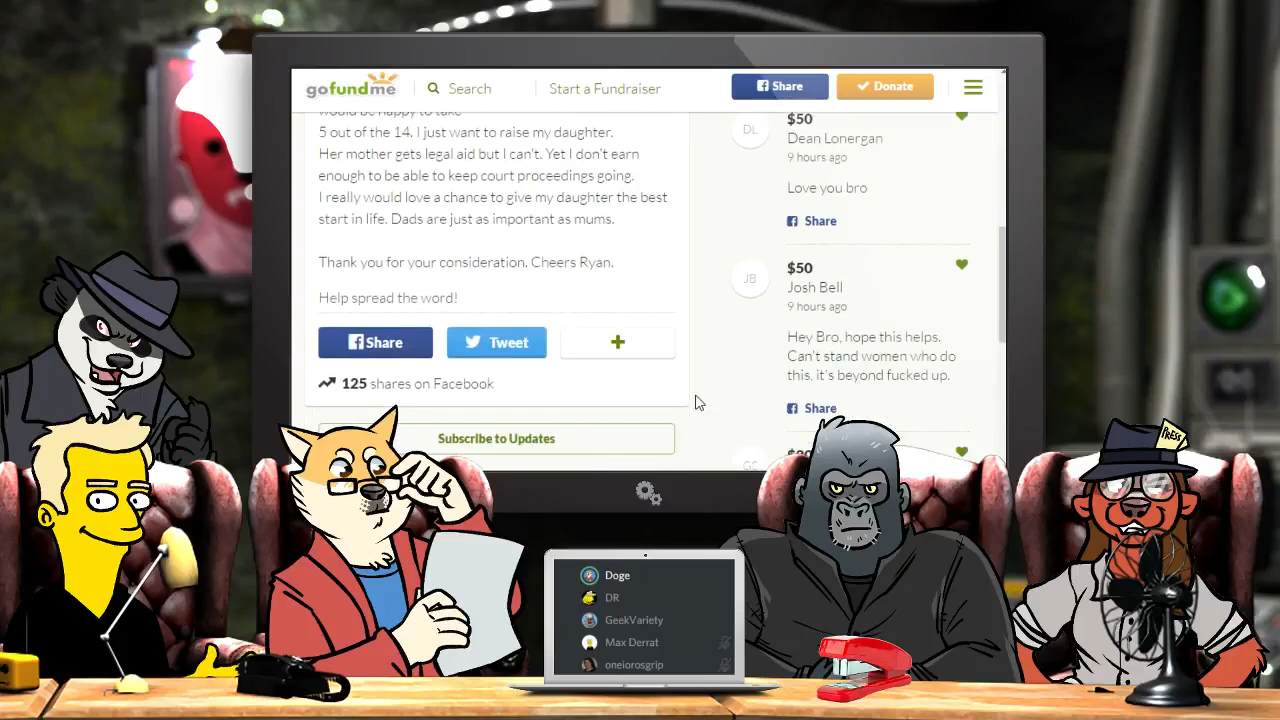 gofundme
Search
Start a Fundraiser
Share
Donate
would be happy to take
5 out of the 14. I just want to raise my daughter.
Her mother gets legal aid but I can't. Yet I don't earn
enough to be able to keep court proceedings going.
I really would love a chance to give my daughter the best
start in life. Dads are just as important as mums.
Thank you for your consideration. Cheers Ryan.
Help spread the word!
Share
Tweet
125 shares on Facebook
Subscribe to Updates
DL
$50
Dean Lonergan
9 hours ago
Love you bro
Share
JB
$50
Josh Bell
9 hours ago
Hey Bro, hope this helps.
Can't stand women who do
this, it's beyond fucked up.
Share
PRESS
Doge
DR
GeekVariety
Max Derrat
oneiorosgrip